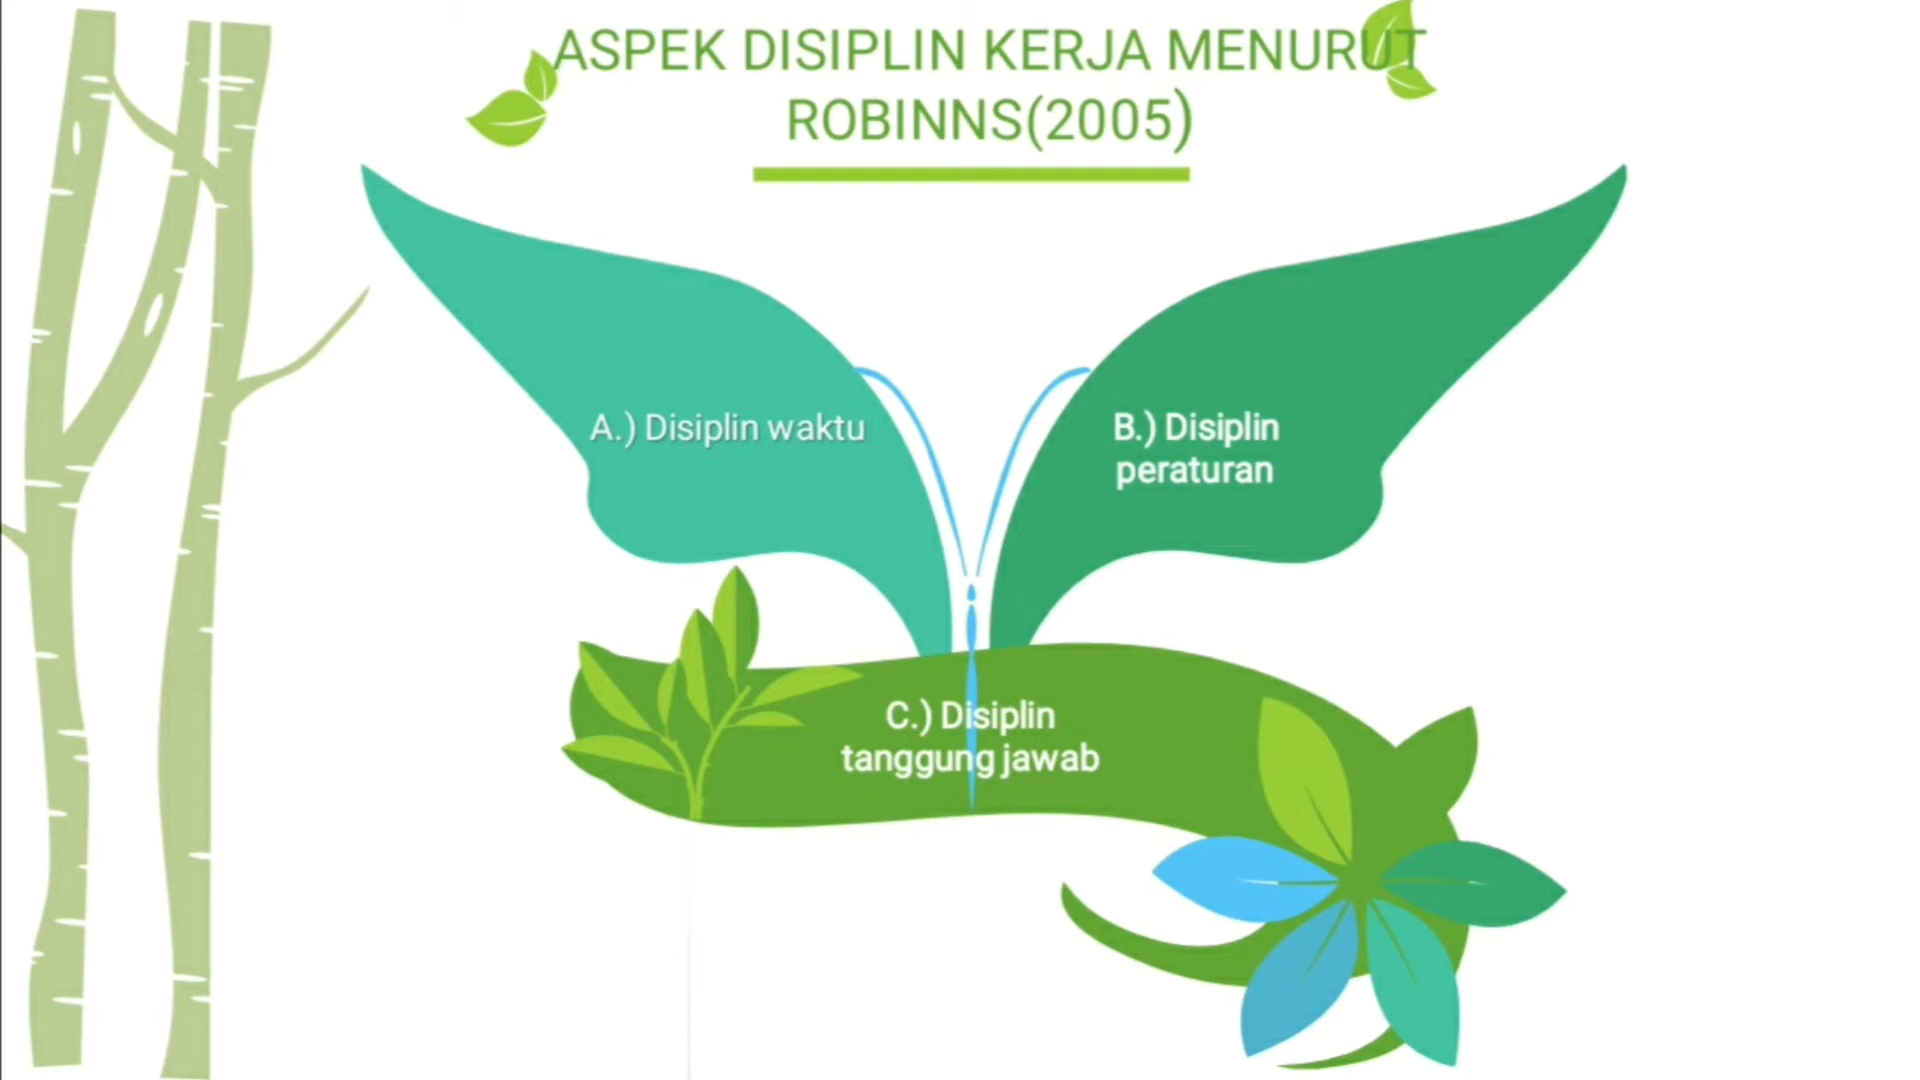 ASPEK DISIPLIN KERJA MENURUT
ROBINNS(2005)
A.) Disiplin waktu
B.) Disiplin
peraturan
C.) Disiplin
tanggung jawab